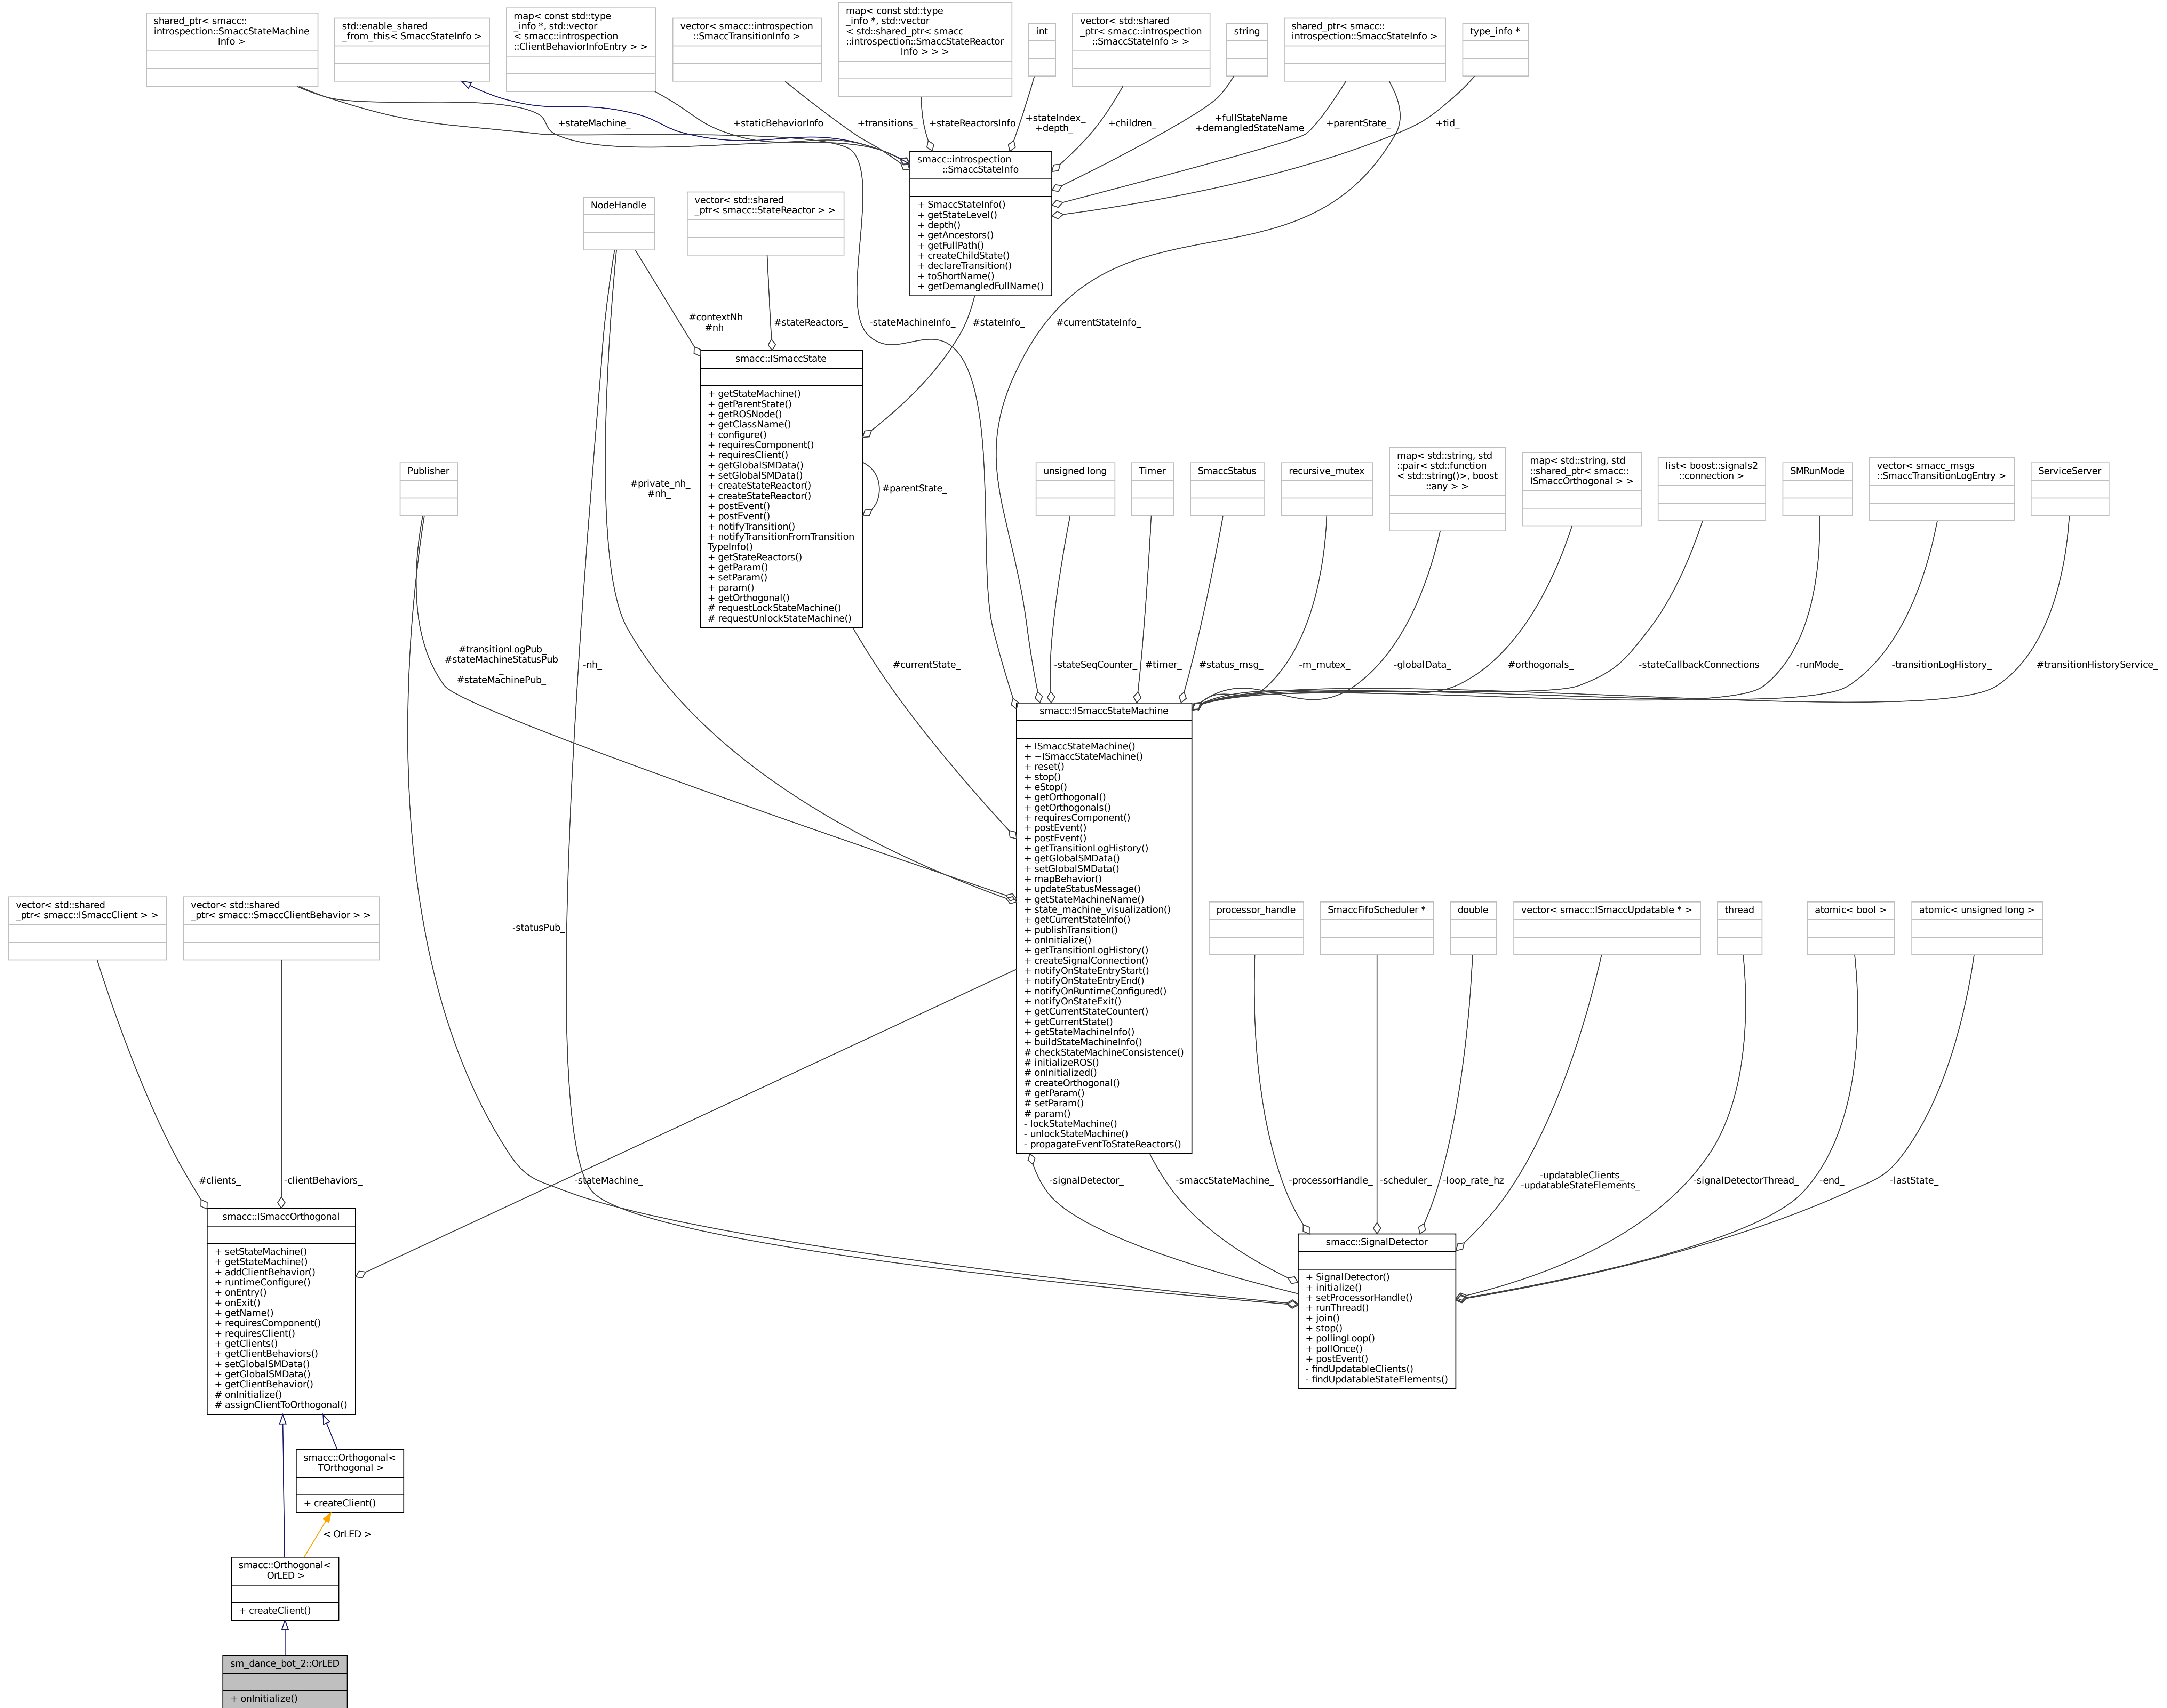 shared_ptr< smacc::
introspection::SmaccStateMachine
Info >
std::enable_shared
_from_this< SmaccStateInfo >
map< const std::type
_info *, std::vector
< smacc::introspection
::ClientBehaviorInfoEntry > >
vector< smacc::introspection
::SmaccTransitionInfo >
map< const std::type
_info *, std::vector
< std::shared_ptr< smacc
::introspection::SmaccStateReactor
Info > > >
int
vector< std::shared
_ptr< smacc::introspection
::SmaccStateInfo > >
string
shared_ptr< smacc::
introspection::SmaccStateInfo >
type_info *
+stateMachine_
+staticBehaviorInfo
+transitions_
+stateReactorsInfo
+stateIndex_
+depth_
+children_
+fullStateName
+demangledStateName
+parentState_
+tid_
smacc::introspection
::SmaccStateInfo
+ SmaccStateInfo()
+ getStateLevel()
+ depth()
+ getAncestors()
+ getFullPath()
+ createChildState()
+ declareTransition()
+ toShortName()
+ getDemangledFullName()
NodeHandle
vector< std::shared
_ptr< smacc::StateReactor > >
#contextNh
#nh
#stateReactors_
-stateMachineInfo_
#stateInfo_
#currentStateInfo_
smacc::ISmaccState
+ getStateMachine()
+ getParentState()
+ getROSNode()
+ getClassName()
+ configure()
+ requiresComponent()
+ requiresClient()
+ getGlobalSMData()
+ setGlobalSMData()
+ createStateReactor()
+ createStateReactor()
+ postEvent()
+ postEvent()
+ notifyTransition()
+ notifyTransitionFromTransition
TypeInfo()
+ getStateReactors()
+ getParam()
+ setParam()
+ param()
+ getOrthogonal()
# requestLockStateMachine()
# requestUnlockStateMachine()
#parentState_
#private_nh_
#nh_
Publisher
unsigned long
Timer
SmaccStatus
recursive_mutex
map< std::string, std
::pair< std::function
< std::string()>, boost
::any > >
map< std::string, std
::shared_ptr< smacc::
ISmaccOrthogonal > >
list< boost::signals2
::connection >
SMRunMode
vector< smacc_msgs
::SmaccTransitionLogEntry >
ServiceServer
#transitionLogPub_
#stateMachineStatusPub
_
#stateMachinePub_
-nh_
#currentState_
-stateSeqCounter_
#timer_
#status_msg_
-m_mutex_
-globalData_
#orthogonals_
-stateCallbackConnections
-runMode_
-transitionLogHistory_
#transitionHistoryService_
smacc::ISmaccStateMachine
+ ISmaccStateMachine()
+ ~ISmaccStateMachine()
+ reset()
+ stop()
+ eStop()
+ getOrthogonal()
+ getOrthogonals()
+ requiresComponent()
+ postEvent()
+ postEvent()
+ getTransitionLogHistory()
+ getGlobalSMData()
+ setGlobalSMData()
+ mapBehavior()
+ updateStatusMessage()
+ getStateMachineName()
+ state_machine_visualization()
+ getCurrentStateInfo()
+ publishTransition()
+ onInitialize()
+ getTransitionLogHistory()
+ createSignalConnection()
+ notifyOnStateEntryStart()
+ notifyOnStateEntryEnd()
+ notifyOnRuntimeConfigured()
+ notifyOnStateExit()
+ getCurrentStateCounter()
+ getCurrentState()
+ getStateMachineInfo()
+ buildStateMachineInfo()
# checkStateMachineConsistence()
# initializeROS()
# onInitialized()
# createOrthogonal()
# getParam()
# setParam()
# param()
- lockStateMachine()
- unlockStateMachine()
- propagateEventToStateReactors()
vector< std::shared
_ptr< smacc::ISmaccClient > >
vector< std::shared
_ptr< smacc::SmaccClientBehavior > >
-statusPub_
processor_handle
SmaccFifoScheduler *
double
vector< smacc::ISmaccUpdatable * >
thread
atomic< bool >
atomic< unsigned long >
#clients_
-clientBehaviors_
-stateMachine_
-signalDetector_
-smaccStateMachine_
-processorHandle_
-scheduler_
-loop_rate_hz
-updatableClients_
-updatableStateElements_
-signalDetectorThread_
-end_
-lastState_
smacc::ISmaccOrthogonal
+ setStateMachine()
+ getStateMachine()
+ addClientBehavior()
+ runtimeConfigure()
+ onEntry()
+ onExit()
+ getName()
+ requiresComponent()
+ requiresClient()
+ getClients()
+ getClientBehaviors()
+ setGlobalSMData()
+ getGlobalSMData()
+ getClientBehavior()
# onInitialize()
# assignClientToOrthogonal()
smacc::SignalDetector
+ SignalDetector()
+ initialize()
+ setProcessorHandle()
+ runThread()
+ join()
+ stop()
+ pollingLoop()
+ pollOnce()
+ postEvent()
- findUpdatableClients()
- findUpdatableStateElements()
smacc::Orthogonal<
TOrthogonal >
+ createClient()
< OrLED >
smacc::Orthogonal<
OrLED >
+ createClient()
sm_dance_bot_2::OrLED
+ onInitialize()